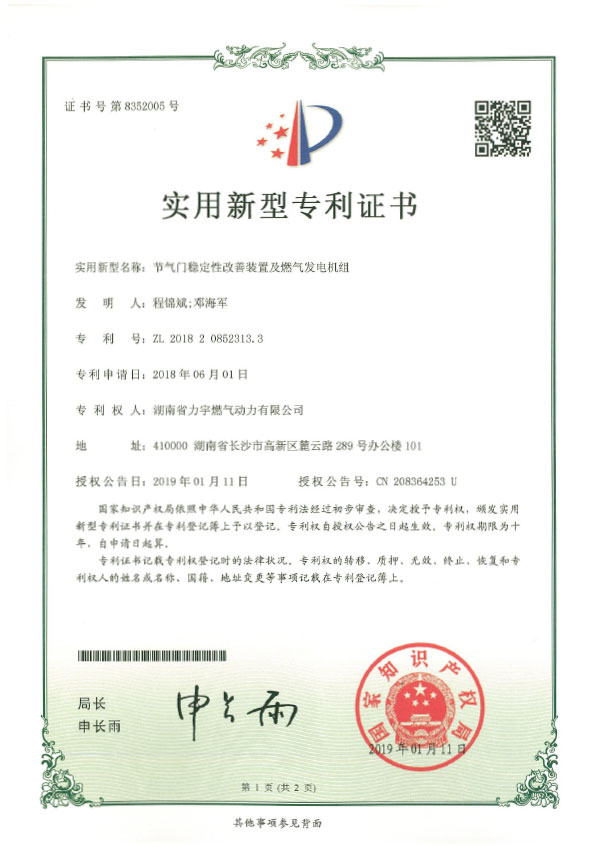 证书号第8352005号
实用新型专利证书
实用新型名称：节气门稳定性改善装置及燃气发电机组
发明人：程锦斌;邓海军
专利号：ZL 2018 2 0852313.3
专利申请日：2018年06月01日
专利权人：湖南省力宇燃气动力有限公司
地址：410000 湖南省长沙市高新区麓云路289号办公楼101
授权公告日：2019年01月11日 授权公告号：CN 208364253 U
国家知识产权局依照中华人民共和国专利法经过初步审查，决定授予专利权，颁发实用
新型专利证书并在专利登记簿上予以登记。专利权自授权公告之日起生效。专利权期限为十
年，自申请日起算。
专利证书记载专利权登记时的法律状况。专利权的转移、质押、无效、终止、恢复和专
利权人的姓名或名称、国籍、地址变更等事项记载在专利登记簿上。
局长
申长雨
申长雨
国家知识产权局
2019年01月11日
第 1 页 (共 2 页)
其他事项参见背面